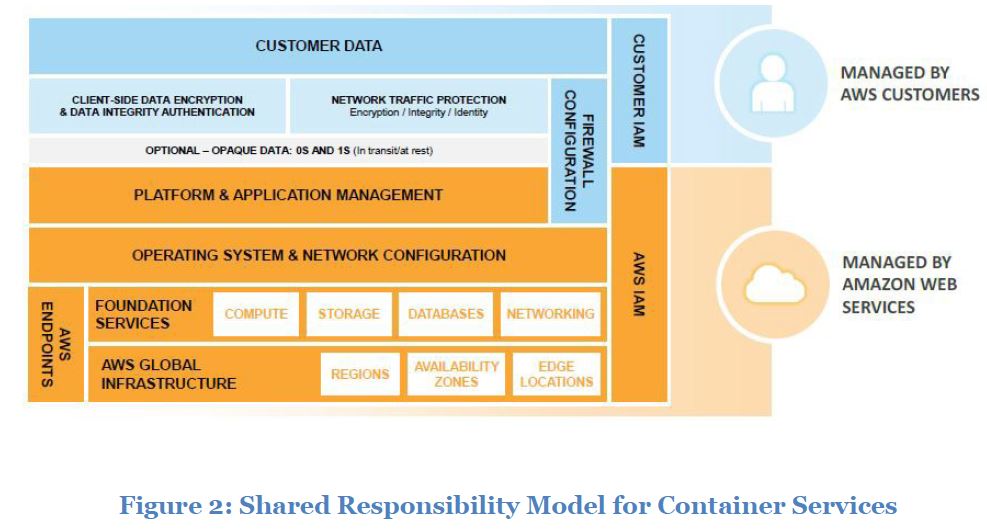 CUSTOMER DATA
CLIENT-SIDE DATA ENCRYPTION
& DATA INTEGRITY AUTHENTICATION
NETWORK TRAFFIC PROTECTION
Encryption / Integrity / Identity
OPTIONAL – OPAQUE DATA: 0S AND 1S (In transit/at rest)
FIREWALL
CONFIGURATION
CUSTOMER IAM
MANAGED BY
AWS CUSTOMERS
PLATFORM & APPLICATION MANAGEMENT
OPERATING SYSTEM & NETWORK CONFIGURATION
AWS
ENDPOINTS
FOUNDATION
SERVICES
COMPUTE
STORAGE
DATABASES
NETWORKING
AWS GLOBAL
INFRASTRUCTURE
REGIONS
AVAILABILITY
ZONES
EDGE
LOCATIONS
AWS IAM
MANAGED BY
AMAZON WEB
SERVICES
Figure 2: Shared Responsibility Model for Container Services